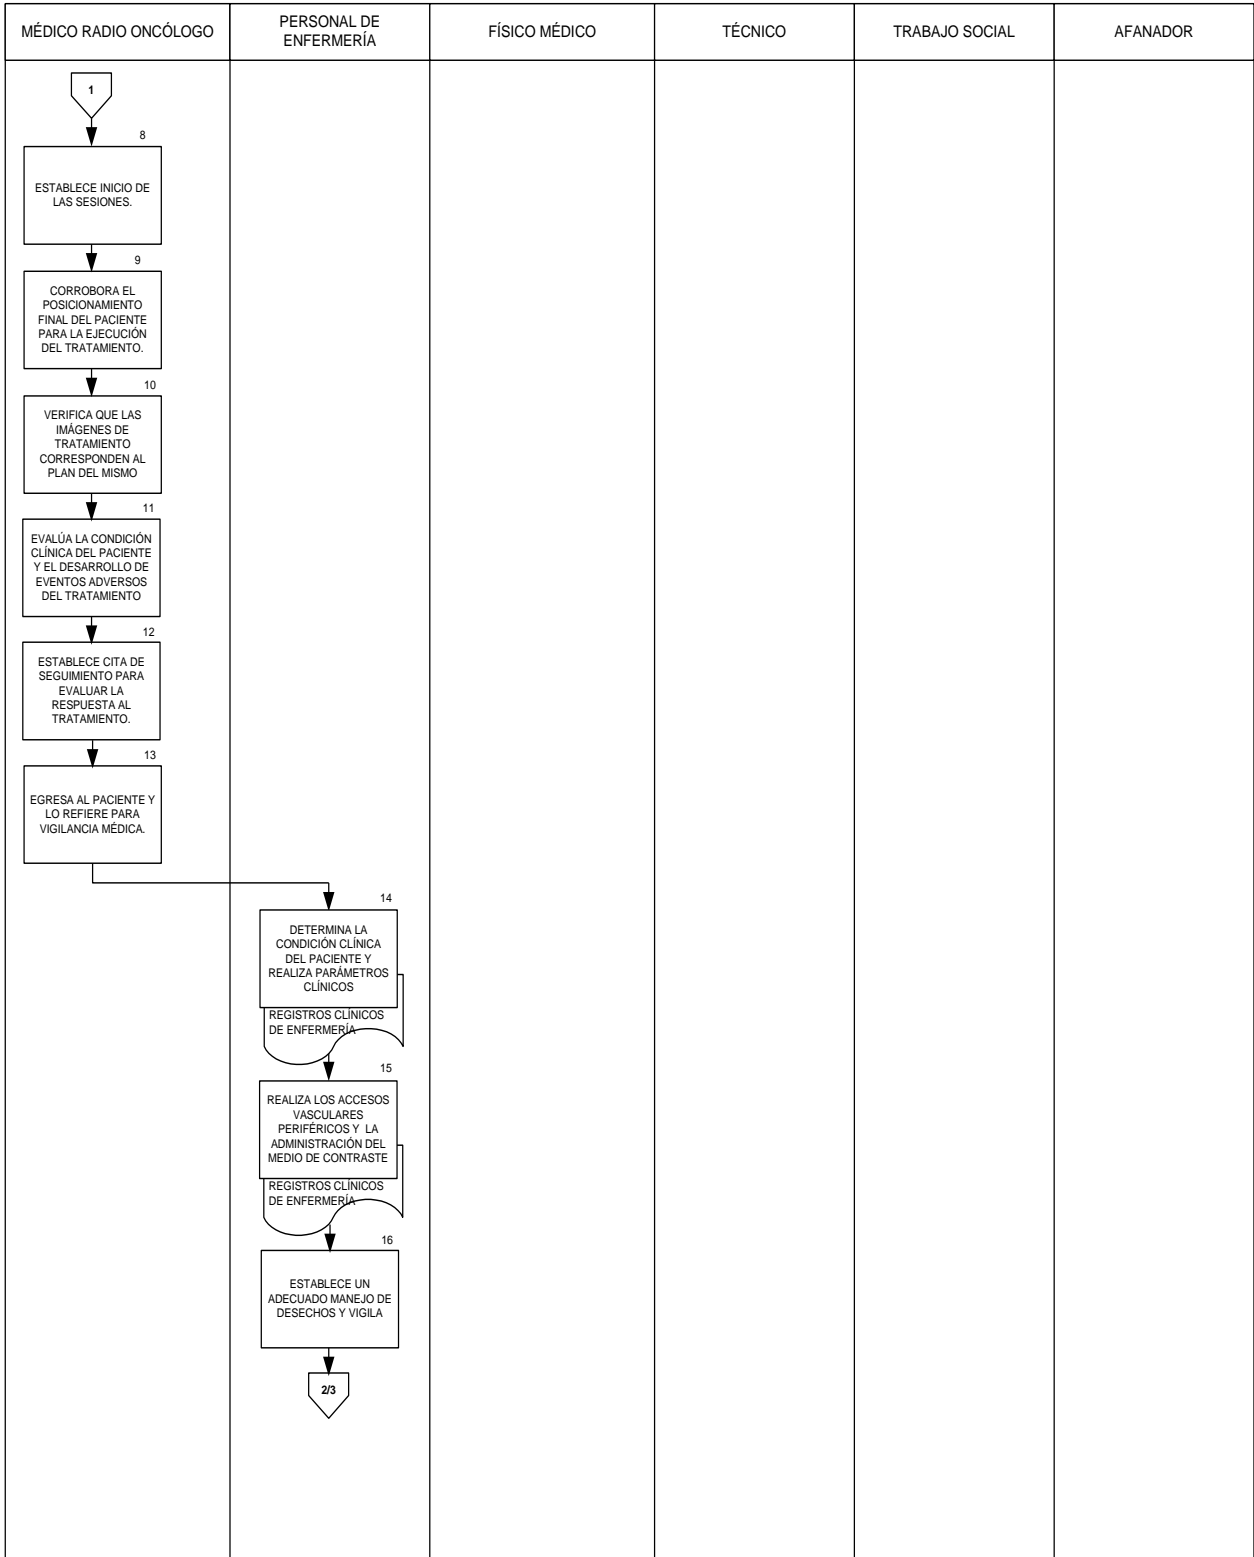 MÉDICO RADIO ONCÓLOGO
PERSONAL DE
ENFERMERÍA
FÍSICO MÉDICO
TÉCNICO
TRABAJO SOCIAL
AFANADOR
1
8
ESTABLECE INICIO DE
LAS SESIONES.
9
CORROBORA EL
POSICIONAMIENTO
FINAL DEL PACIENTE
PARA LA EJECUCIÓN
DEL TRATAMIENTO.
10
VERIFICA QUE LAS
IMÁGENES DE
TRATAMIENTO
CORRESPONDEN AL
PLAN DEL MISMO
11
EVALÚA LA CONDICIÓN
CLÍNICA DEL PACIENTE
Y EL DESARROLLO DE
EVENTOS ADVERSOS
DEL TRATAMIENTO
12
ESTABLECE CITA DE
SEGUIMIENTO PARA
EVALUAR LA
RESPUESTA AL
TRATAMIENTO.
13
EGRESA AL PACIENTE Y
LO REFIERE PARA
VIGILANCIA MÉDICA.
14
DETERMINA LA
CONDICIÓN CLÍNICA
DEL PACIENTE Y
REALIZA PARÁMETROS
CLÍNICOS
REGISTROS CLÍNICOS
DE ENFERMERÍA
15
REALIZA LOS ACCESOS
VASCULARES
PERIFÉRICOS Y LA
ADMINISTRACIÓN DEL
MEDIO DE CONTRASTE
REGISTROS CLÍNICOS
DE ENFERMERÍA
16
ESTABLECE UN
ADECUADO MANEJO DE
DESECHOS Y VIGILA
2/3